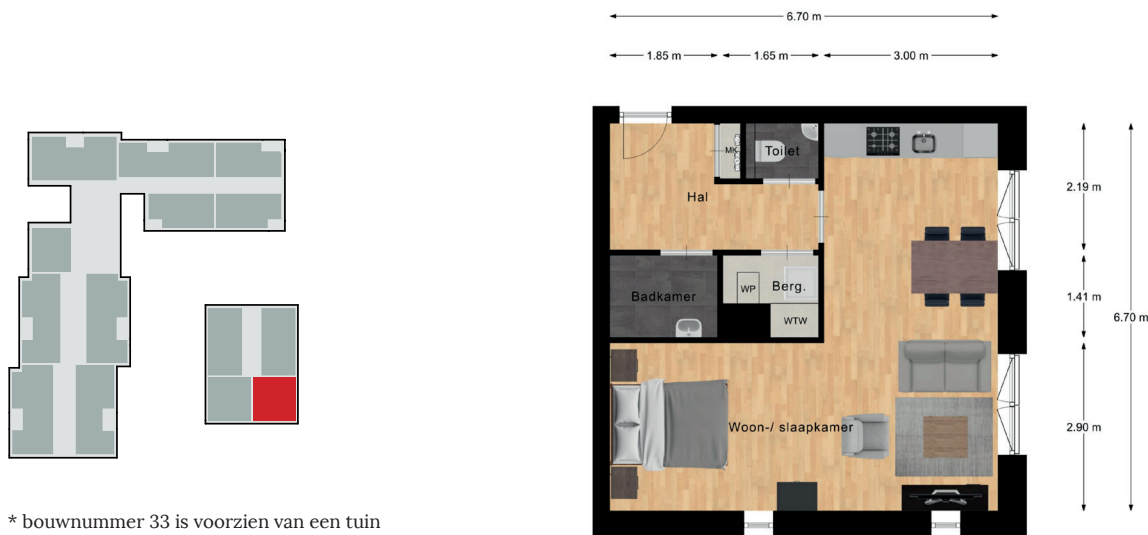 6.70 m
1.85 m 1.65 m 3.00 m
MK Toilet
Hal
2.19 m
Badkamer WP Berg.
WTW
1.41 m
6.70 m
Woon-/ slaapkamer
2.90 m
* bouwnummer 33 is voorzien van een tuin